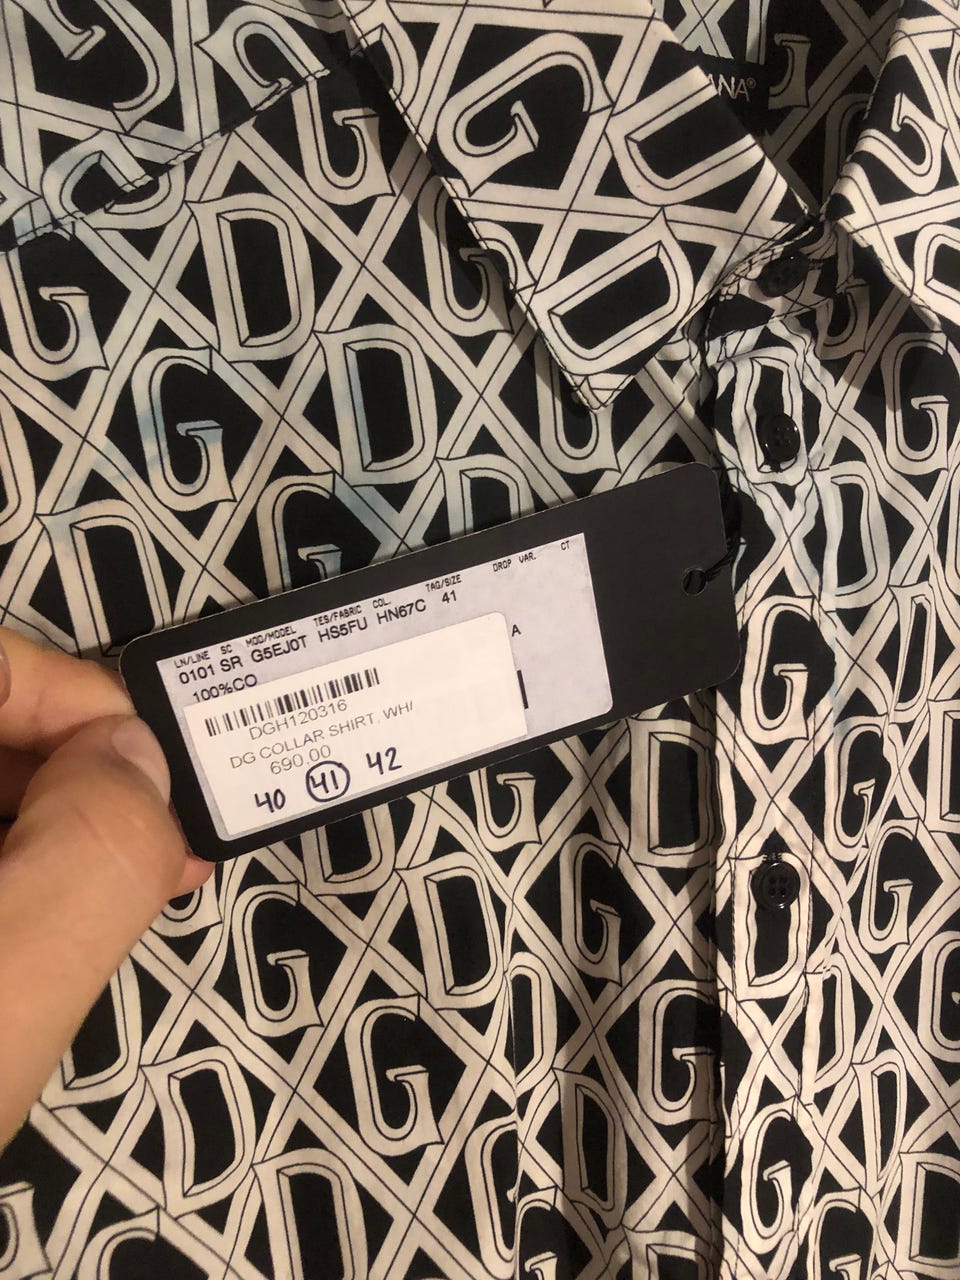 ANA®
LN/LINE SC MOD/MODEL TES/FABRIC COL. TAG/SIZE DROP VAR. CT
0101 SR G5EJ0T HS5FU HN67C 41
100%CO
A
DGH120316
DG COLLAR SHIRT, WH/
690,00
40 41 42